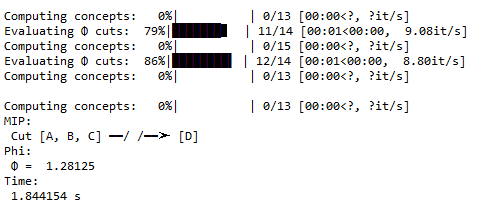 Computing concepts:   0%|          | 0/13 [00:00<?, ?it/s]
Evaluating Φ cuts:  79%|███████▊  | 11/14 [00:01<00:00,  9.08it/s]
Computing concepts:   0%|          | 0/15 [00:00<?, ?it/s]
Evaluating Φ cuts:  86%|████████▌ | 12/14 [00:01<00:00,  8.80it/s]
Computing concepts:   0%|          | 0/13 [00:00<?, ?it/s]
Computing concepts:   0%|          | 0/13 [00:00<?, ?it/s]
MIP:
Cut [A, B, C] ━━/ /━━➤ [D]
Phi:
Φ =  1.28125
Time:
1.844154 s